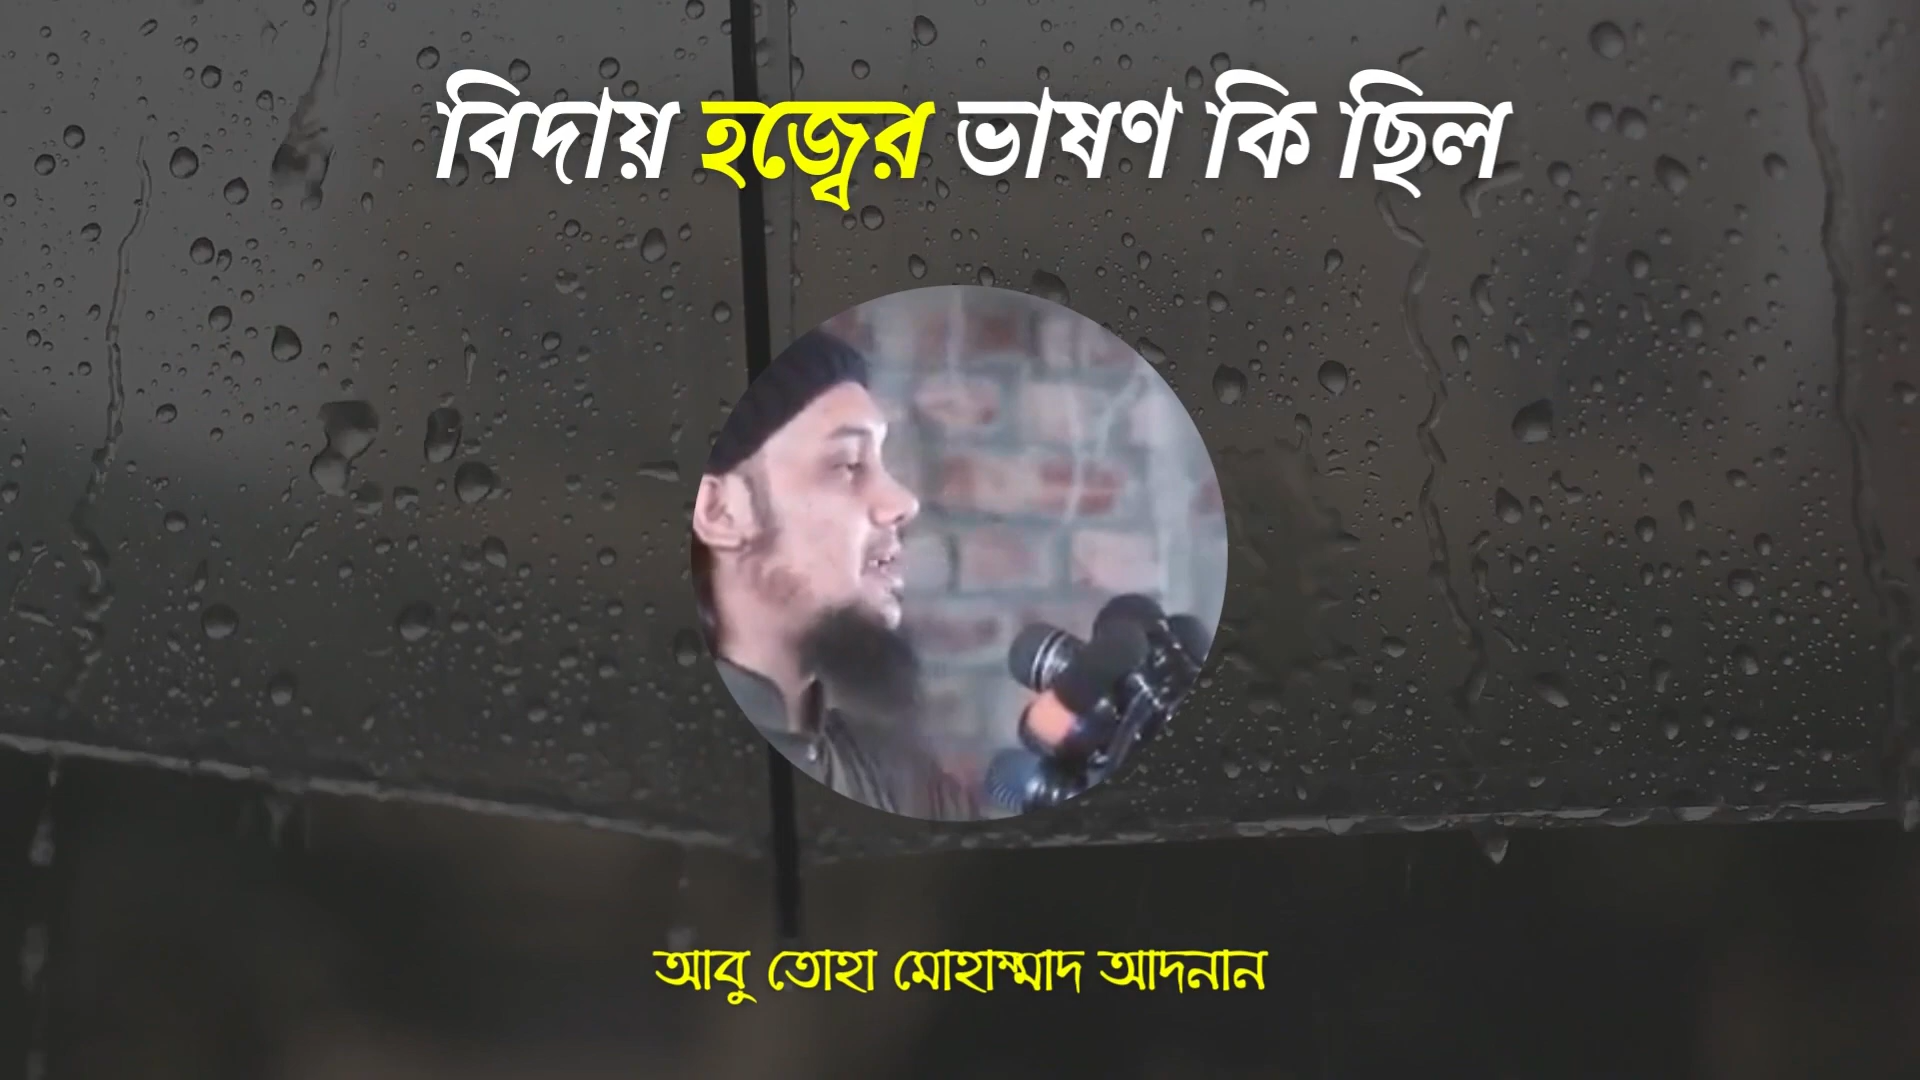 বিদায় হজ্বের ভাষণ কি ছিল
আবু তোহা মোহাম্মাদ আদনান